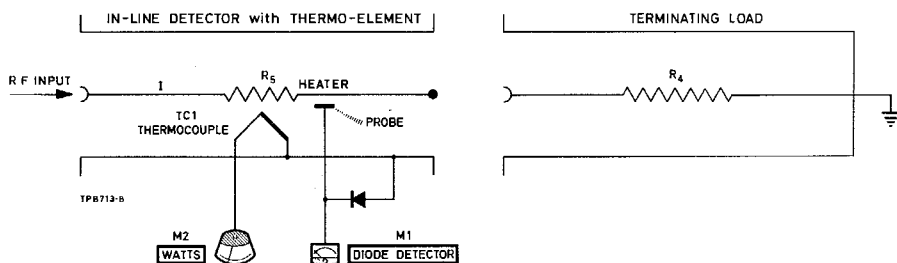 IN-LINE DETECTOR with THERMO-ELEMENT
TERMINATING LOAD
RF INPUT
I
R5
HEATER
R4
TC1
THERMOCOUPLE
PROBE
TPB713-B
M2
WATTS
M1
DIODE DETECTOR